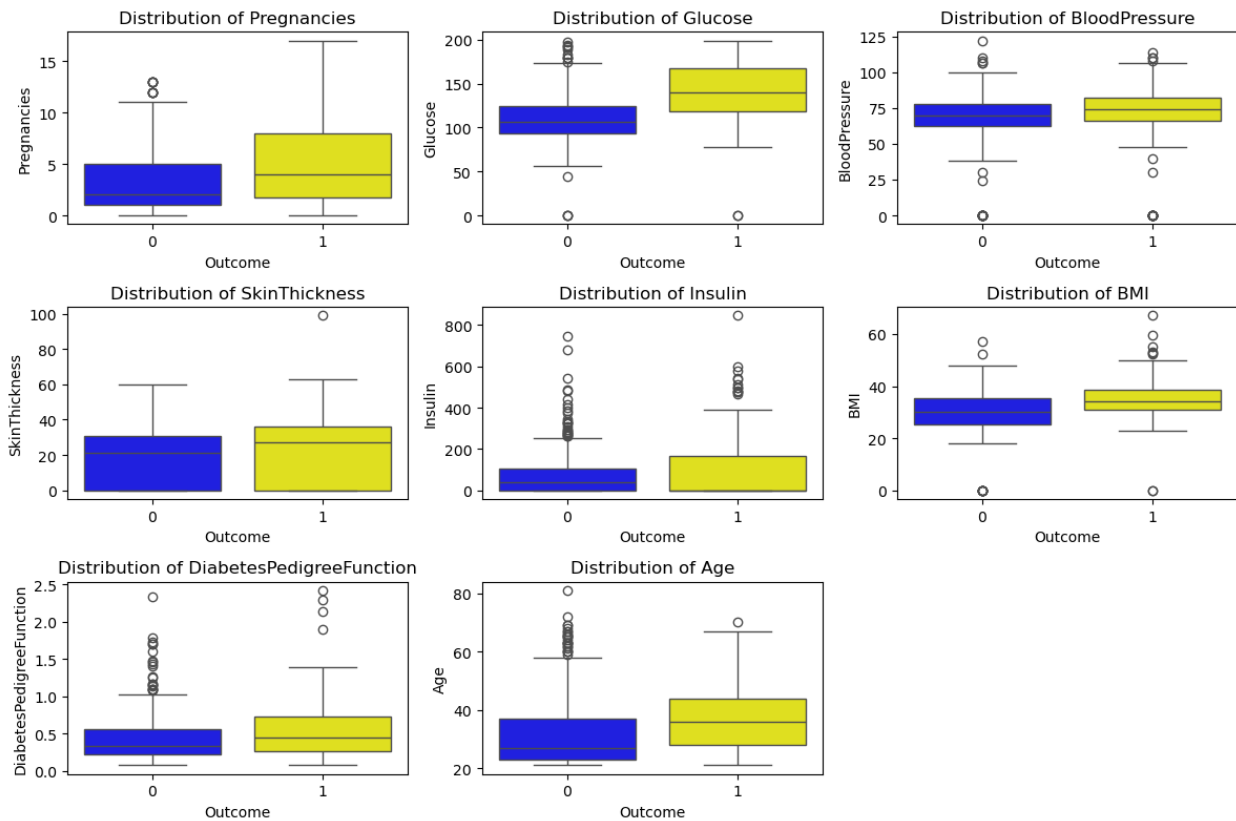 Distribution of Pregnancies
Pregnancies
15
10
5
0
0 1
Outcome
Distribution of Glucose
Glucose
200
150
100
50
0
0 1
Outcome
Distribution of BloodPressure
BloodPressure
125
100
75
50
25
0
0 1
Outcome
Distribution of SkinThickness
SkinThickness
100
80
60
40
20
0
0 1
Outcome
Distribution of Insulin
Insulin
800
600
400
200
0
0 1
Outcome
Distribution of BMI
BMI
60
40
20
0
0 1
Outcome
Distribution of DiabetesPedigreeFunction
DiabetesPedigreeFunction
2.5
2.0
1.5
1.0
0.5
0.0
0 1
Outcome
Distribution of Age
Age
80
60
40
20
0 1
Outcome